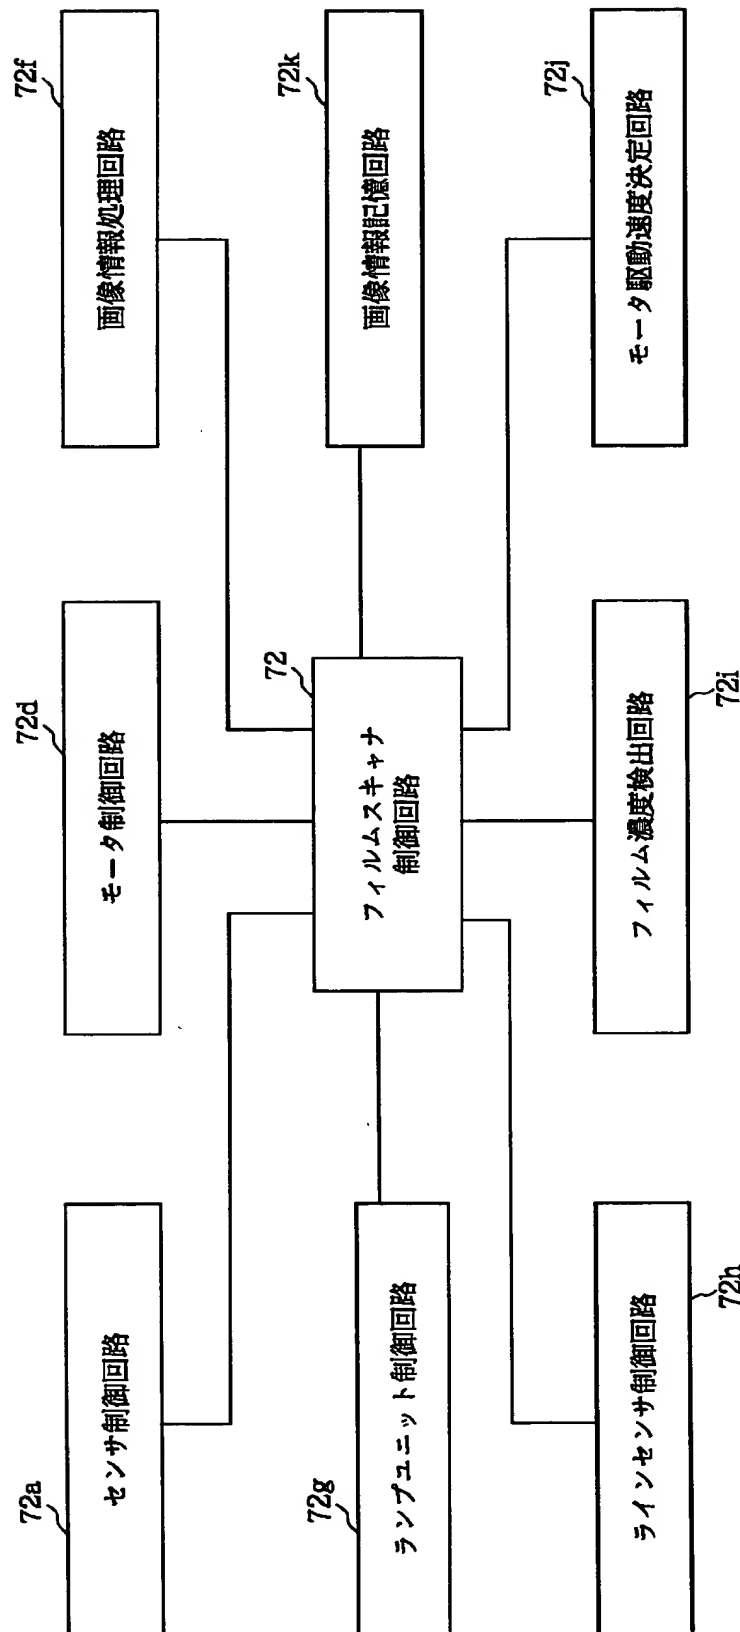 72a
センサ制御回路
72d
モータ制御回路
72f
画像情報処理回路
72g
ランプユニット制御回路
72
フィルムスキャナ
制御回路
72k
画像情報記憶回路
ラインセンサ制御回路
72h
フィルム濃度検出回路
72i
72j
モータ駆動速度決定回路